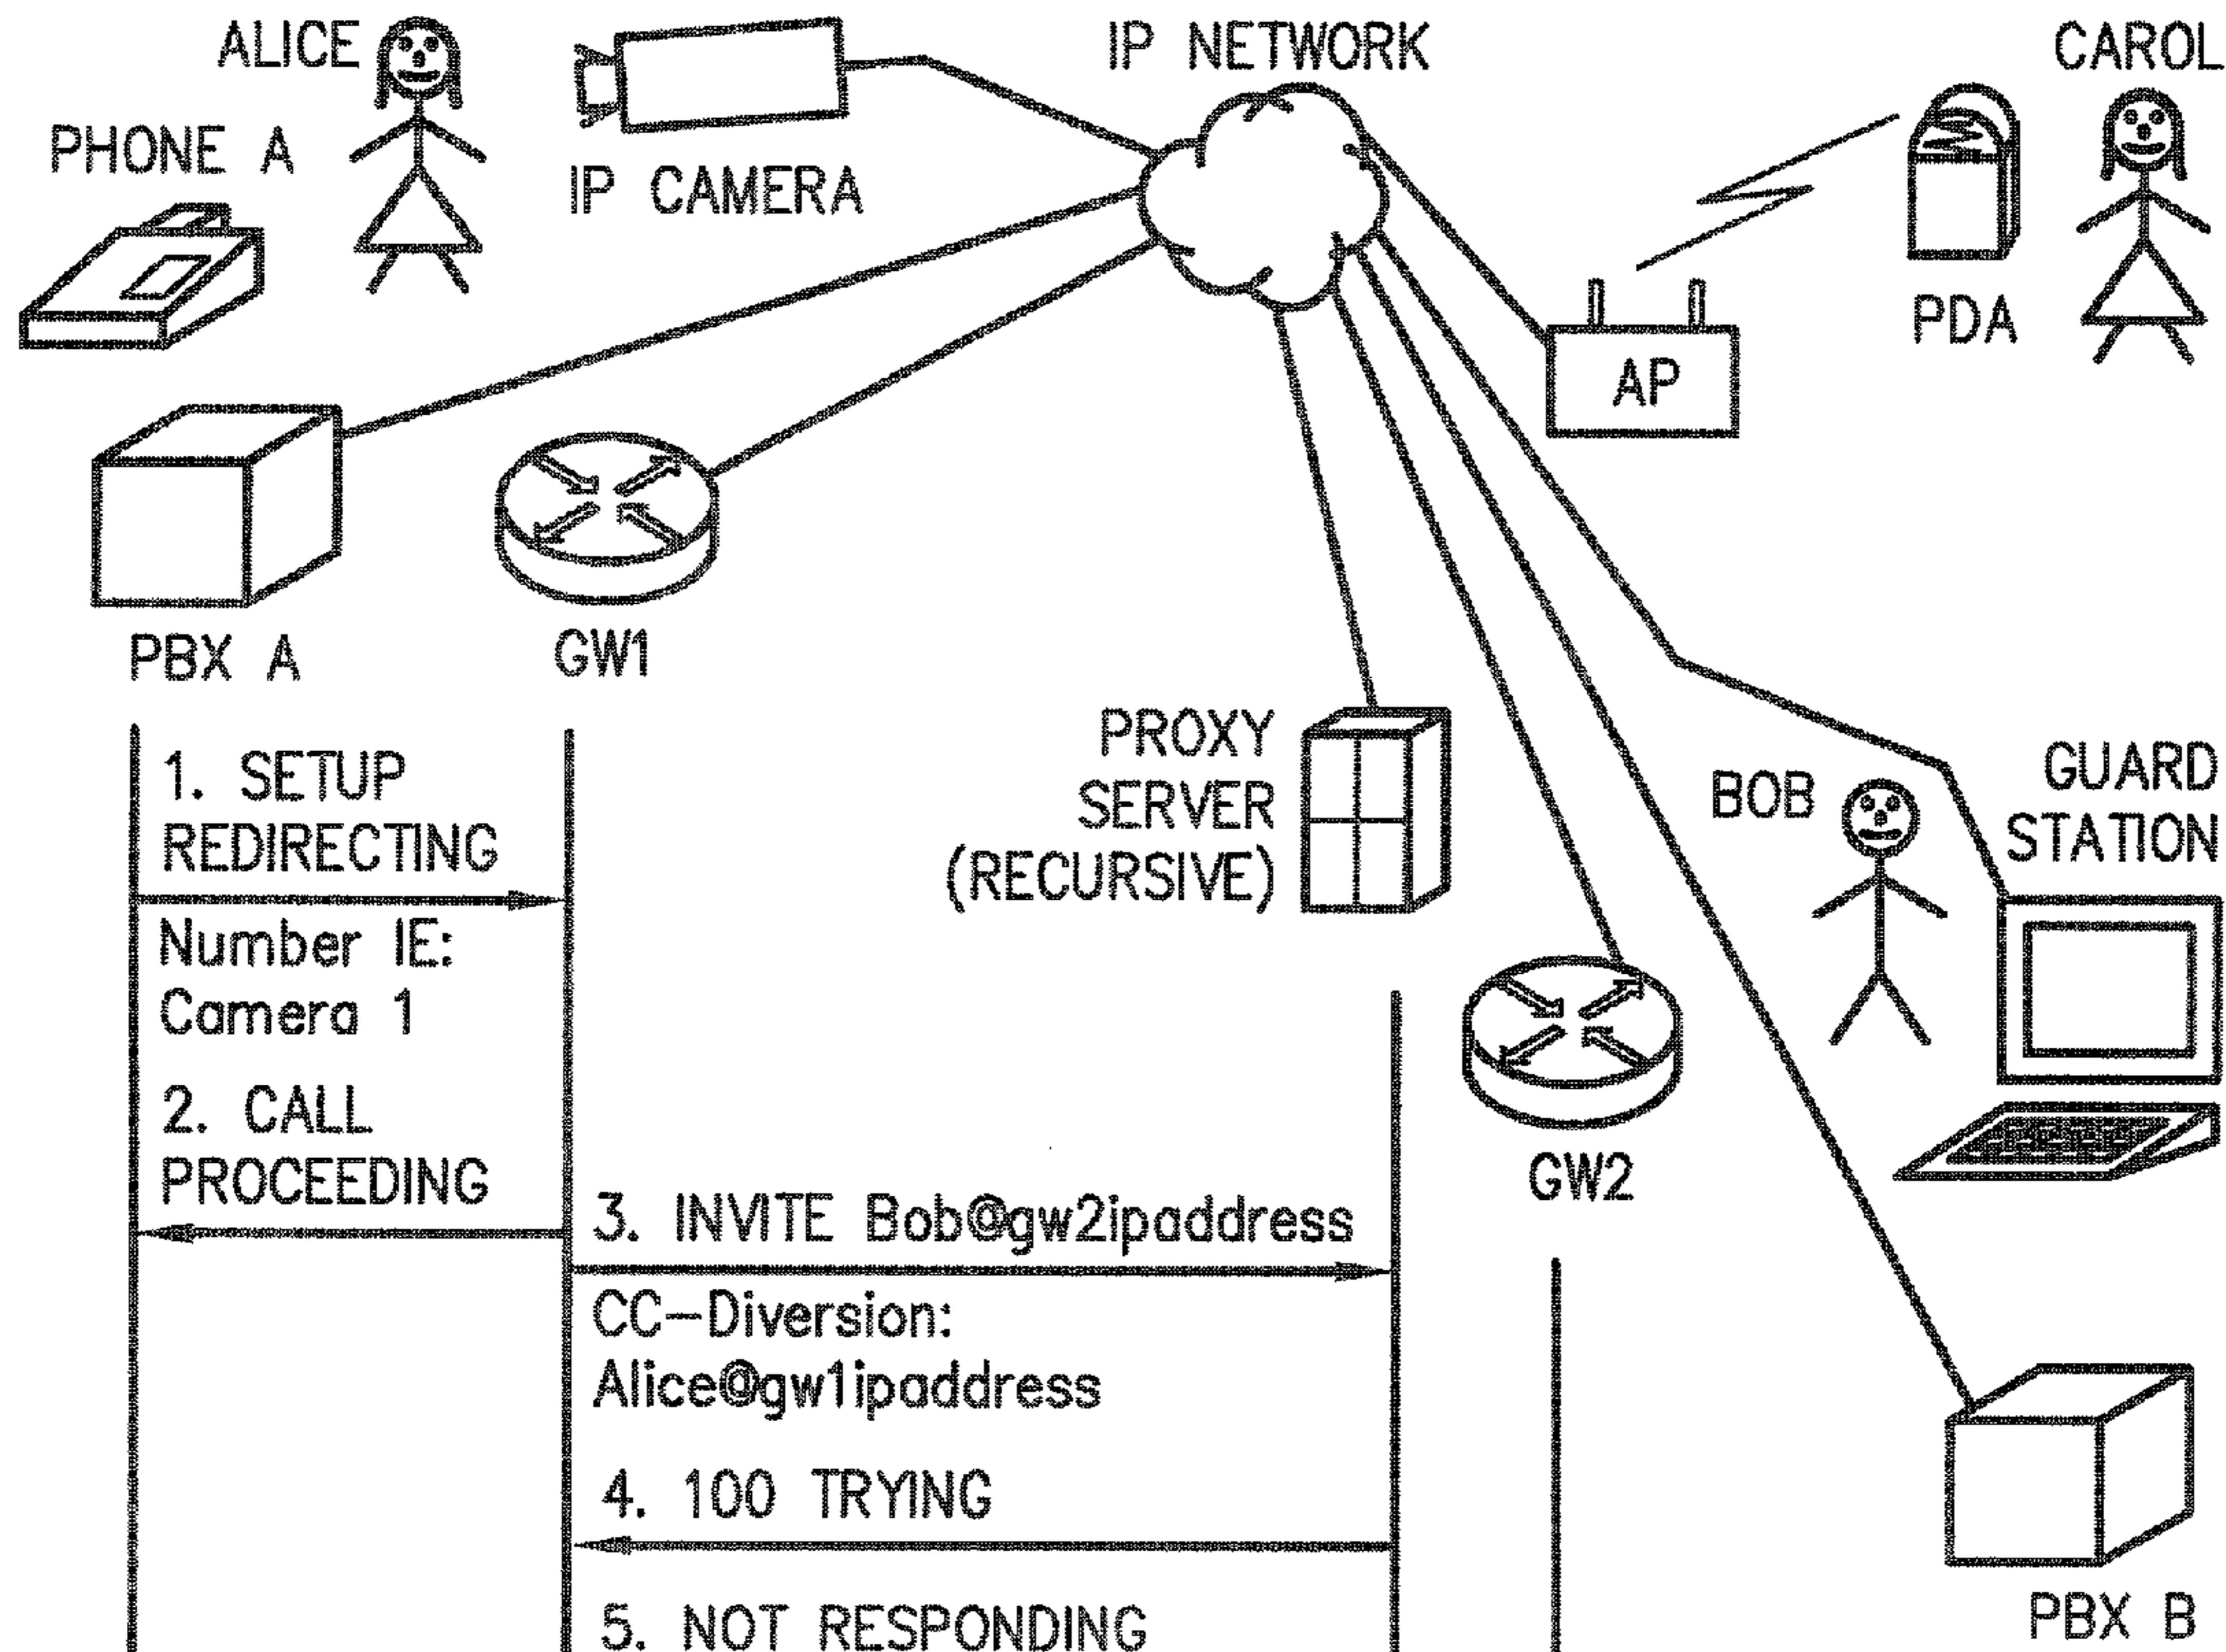 ALICE
IP NETWORK
CAROL
PHONE A
IP CAMERA
PDA
AP
PBX A
GW1
PROXY
SERVER
(RECURSIVE)
BOB
GUARD
STATION
GW2
PBX B
1. SETUP
REDIRECTING
Number IE:
Camera 1
2. CALL
PROCEEDING
3. INVITE Bob@gw2ipaddress
CC-Diversion:
Alice@gw1ipaddress
4. 100 TRYING
5. NOT RESPONDING